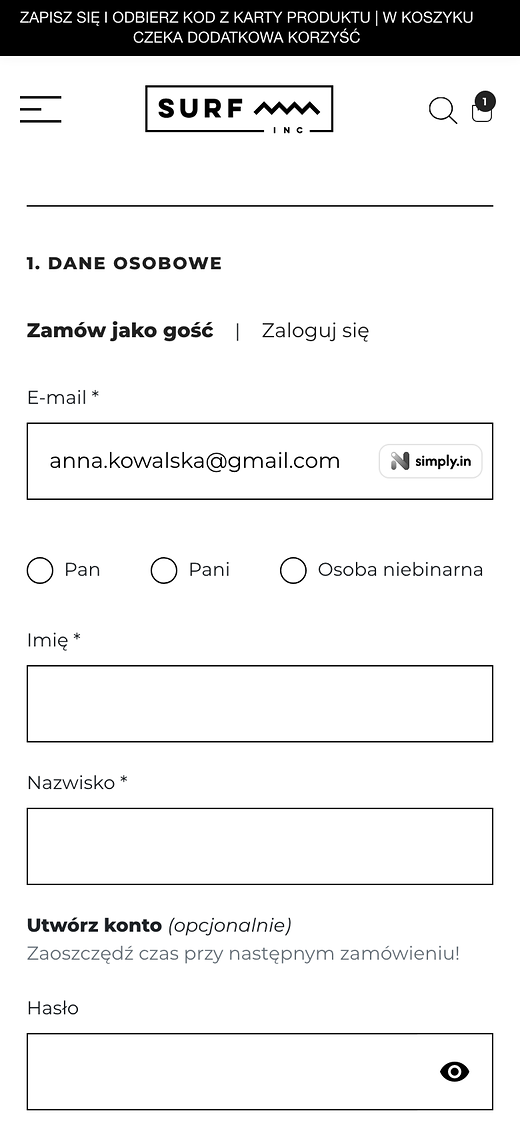 ZAPISZ SIĘ I ODBIERZ KOD Z KARTY PRODUKTU | W KOSZYKU
CZEKA DODATKOWA KORZYŚĆ
SURF
INC
1
1. DANE OSOBOWE
Zamów jako gość | Zaloguj się
E-mail *
anna.kowalska@gmail.com simply.in
Pan Pani Osoba niebinarna
Imię *
Nazwisko *
Utwórz konto (opcjonalnie)
Zaoszczędź czas przy następnym zamówieniu!
Hasło